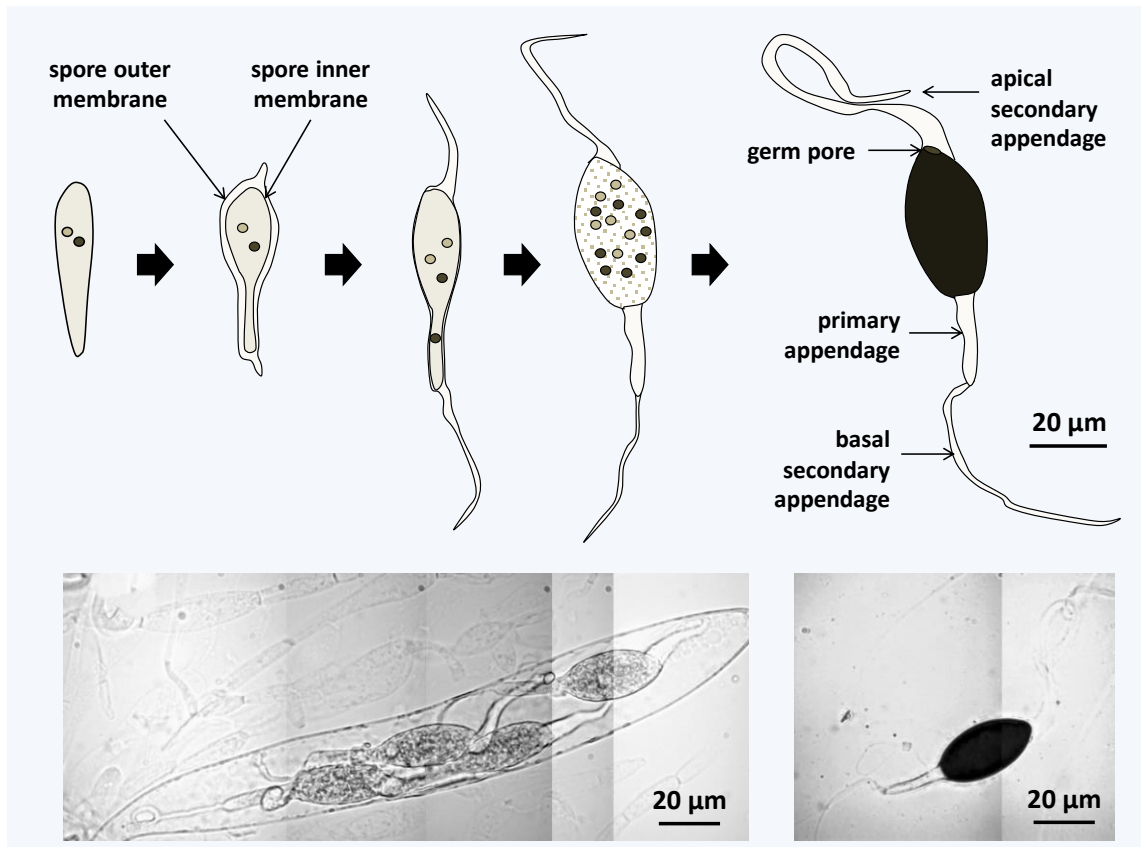 spore outer
membrane
spore inner
membrane
apical
secondary
appendage
germ pore
primary
appendage
basal
secondary
appendage
20 µm
20 µm
20 µm